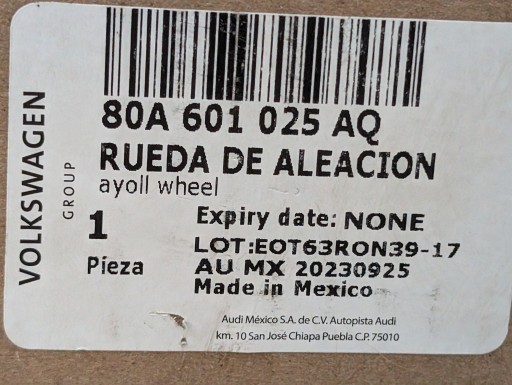 VOLKSWAGEN
GROUP
80A 601 025 AQ
RUEDA DE ALEACION
ayoll wheel
1
Pieza
Expiry date: NONE
LOT:EOT63RON39-17
AU MX 20230925
Made in Mexico
Audi México S.A. de C.V. Autopista Audi
km. 10 San José Chiapa Puebla C.P. 75010